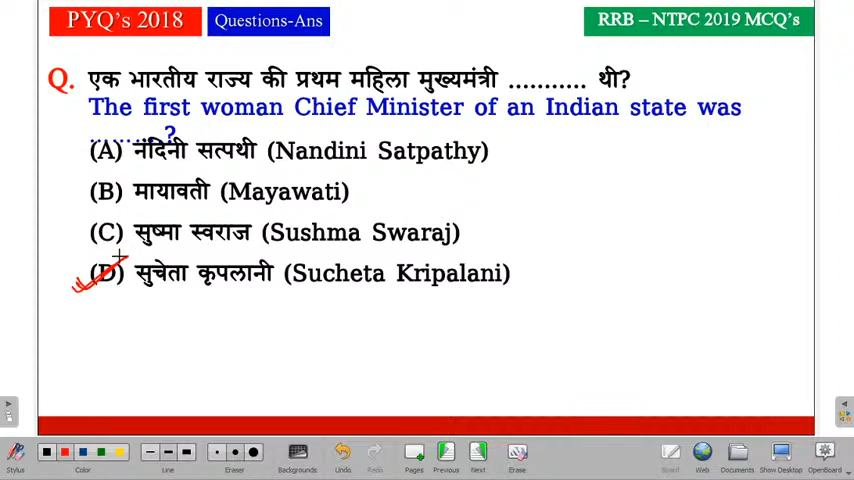 PYQ's 2018 Questions-Ans RRB – NTPC 2019 MCQ's
Q. एक भारतीय राज्य की प्रथम महिला मुख्यमंत्री ........... थी?
The first woman Chief Minister of an Indian state was
........... ?
(A) नंदिनी सत्पथी (Nandini Satpathy)
(B) मायावती (Mayawati)
(C) सुष्मा स्वराज (Sushma Swaraj)
(D) सुचेता कृपलानी (Sucheta Kripalani)
Stylus Color Line Eraser Backgrounds Undo Redo Pages Previous Next Erase Board Web Documents Show Desktop OpenBoard